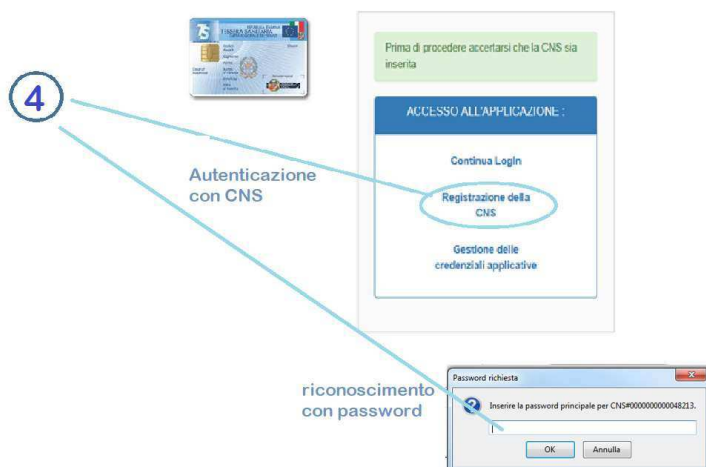 TESSERA SANITARIA
Prima di procedere accertarsi che la CNS sia
inserita
4
ACCESSO ALL'APPLICAZIONE :
Continua Login
Autenticazione
con CNS
Registrazione della
CNS
Gestione delle
credenziali applicative
riconoscimento
con password
Password richiesta
Inserire la password principale per CNS#0000000000048213.
OK
Annulla